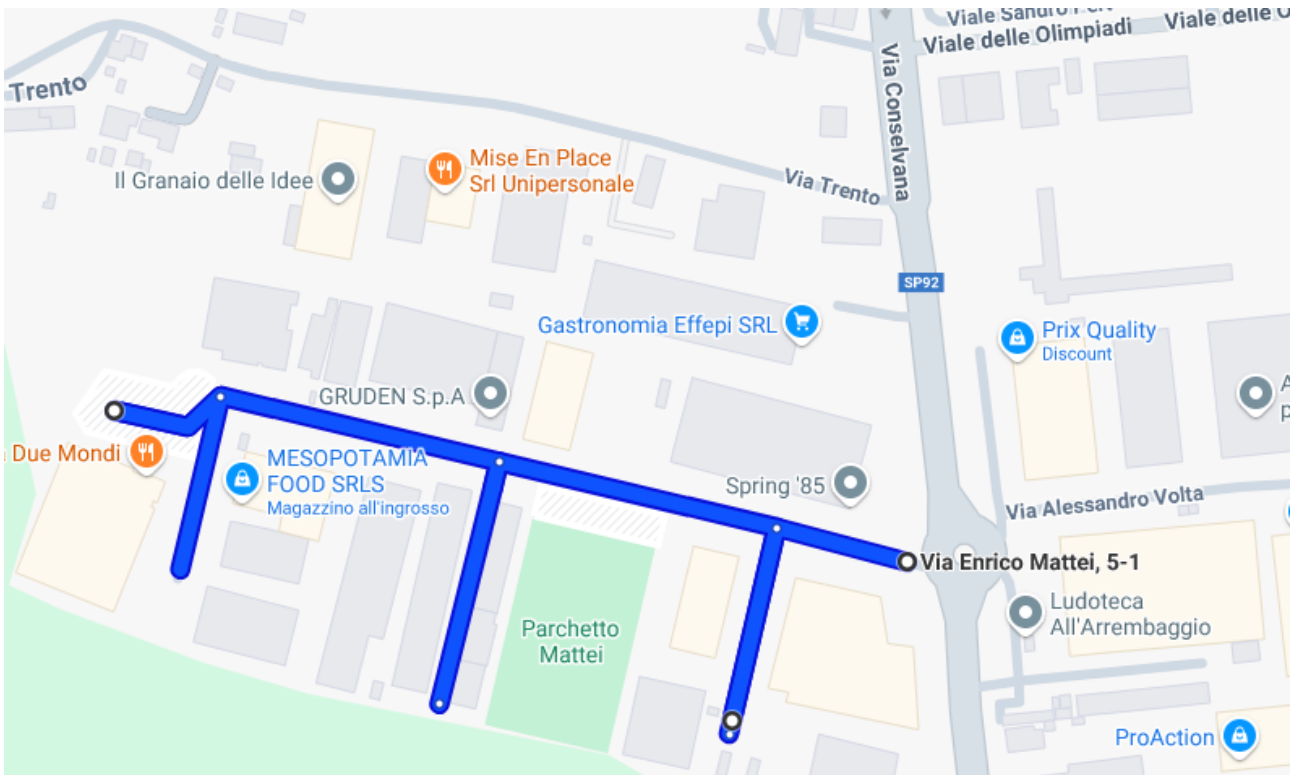 Viale delle Olimpiadi
Viale delle O
Via Conselvana
Trento
Mise En Place
Srl Unipersonale
Il Granaio delle Idee
Via Trento
SP92
Gastronomia Effepi SRL
Prix Quality
Discount
GRUDEN S.p.A
Due Mondi
MESOPOTAMIA
FOOD SRLS
Magazzino all'ingrosso
Spring '85
Via Alessandro Volta
Via Enrico Mattei, 5-1
Ludoteca
All'Arrembaggio
Parchetto
Mattei
ProAction